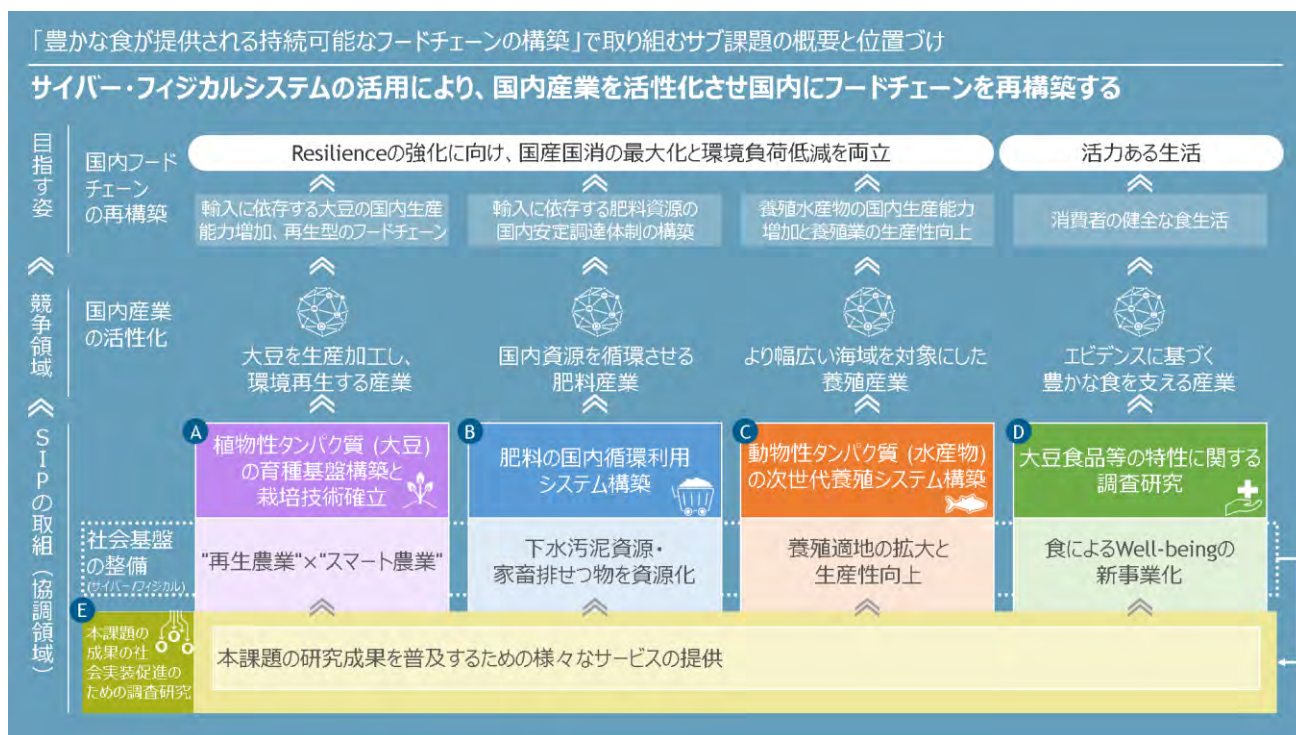 「豊かな食が提供される持続可能なフードチェーンの構築」で取り組むサブ課題の概要と位置づけ
サイバー・フィジカルシステムの活用により、国内産業を活性化させ国内にフードチェーンを再構築する
目指す姿
国内フード
チェーン
の再構築
Resilienceの強化に向け、国産国消の最大化と環境負荷低減を両立
活力ある生活
輸入に依存する大豆の国内生産
能力増加、再生型のフードチェーン
輸入に依存する肥料資源の
国内安定調達体制の構築
養殖水産物の国内生産能力
増加と養殖業の生産性向上
消費者の健全な食生活
競争領域
国内産業
の活性化
大豆を生産加工し、
環境再生する産業
国内資源を循環させる
肥料産業
より幅広い海域を対象にした
養殖産業
エビデンスに基づく
豊かな食を支える産業
SIPの取組（協調領域）
A
植物性タンパク質 (大豆)
の育種基盤構築と
栽培技術確立
B
肥料の国内循環利用
システム構築
C
動物性タンパク質 (水産物)
の次世代養殖システム構築
D
大豆食品等の特性に関する
調査研究
社会基盤
の整備
(サイバー/フィジカル)
"再生農業"×"スマート農業"
下水汚泥資源・
家畜排せつ物を資源化
養殖適地の拡大と
生産性向上
食によるWell-beingの
新事業化
E
本課題の
成果の社
会実装促進の
ための調査研究
本課題の研究成果を普及するための様々なサービスの提供